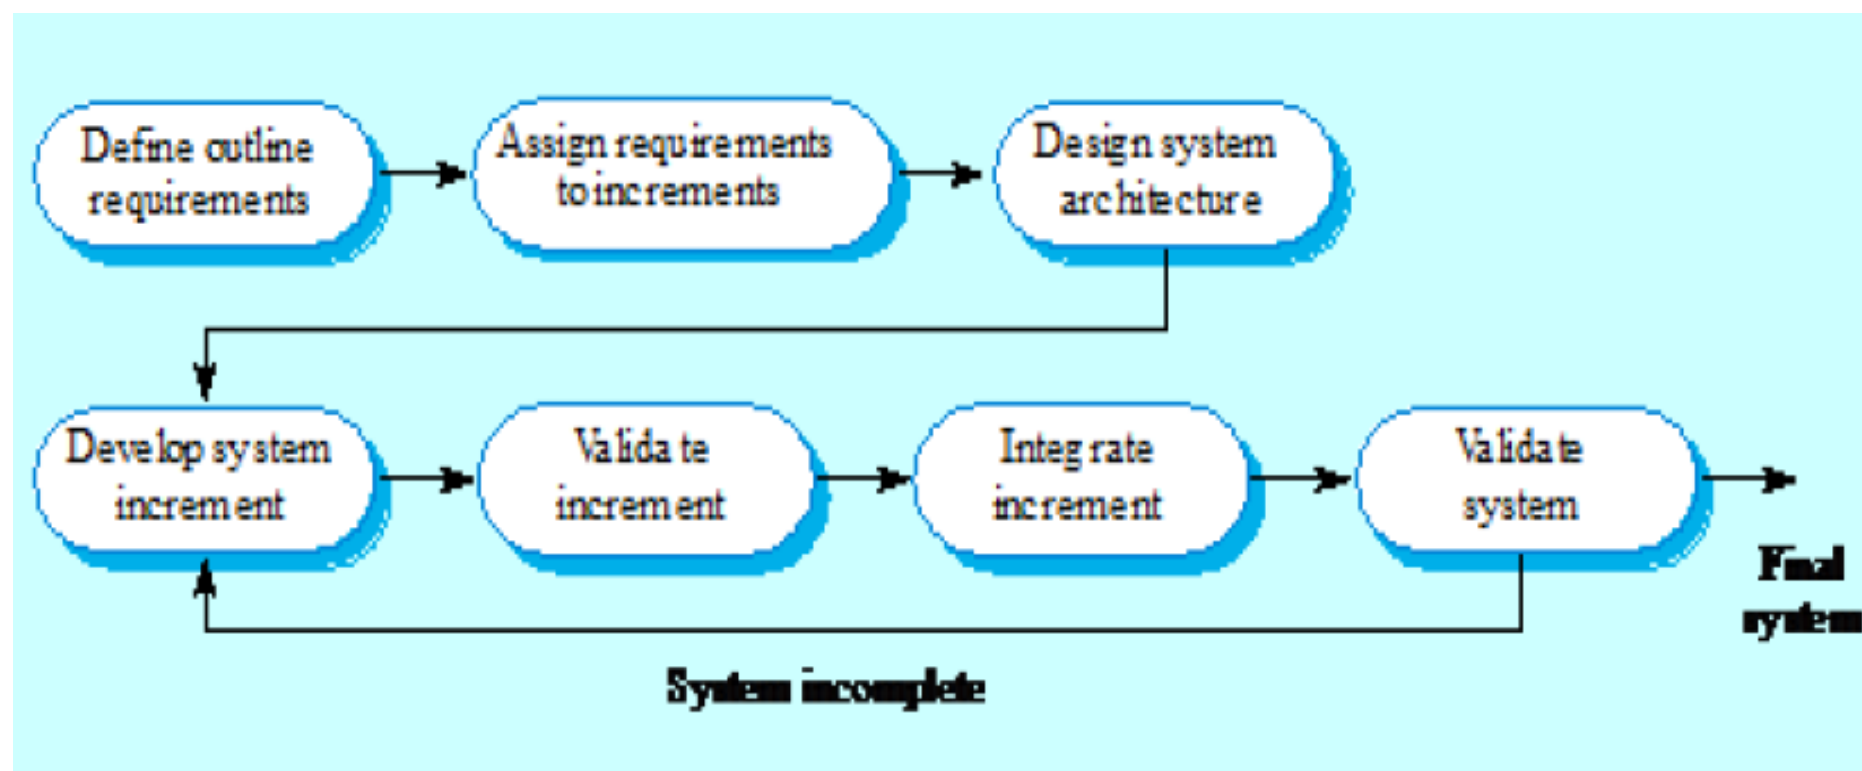 Define outline
requirements
Assign requirements
to increments
Design system
architecture
Develop system
increment
Validate
increment
Integrate
increment
Validate
system
Final
system
System incomplete